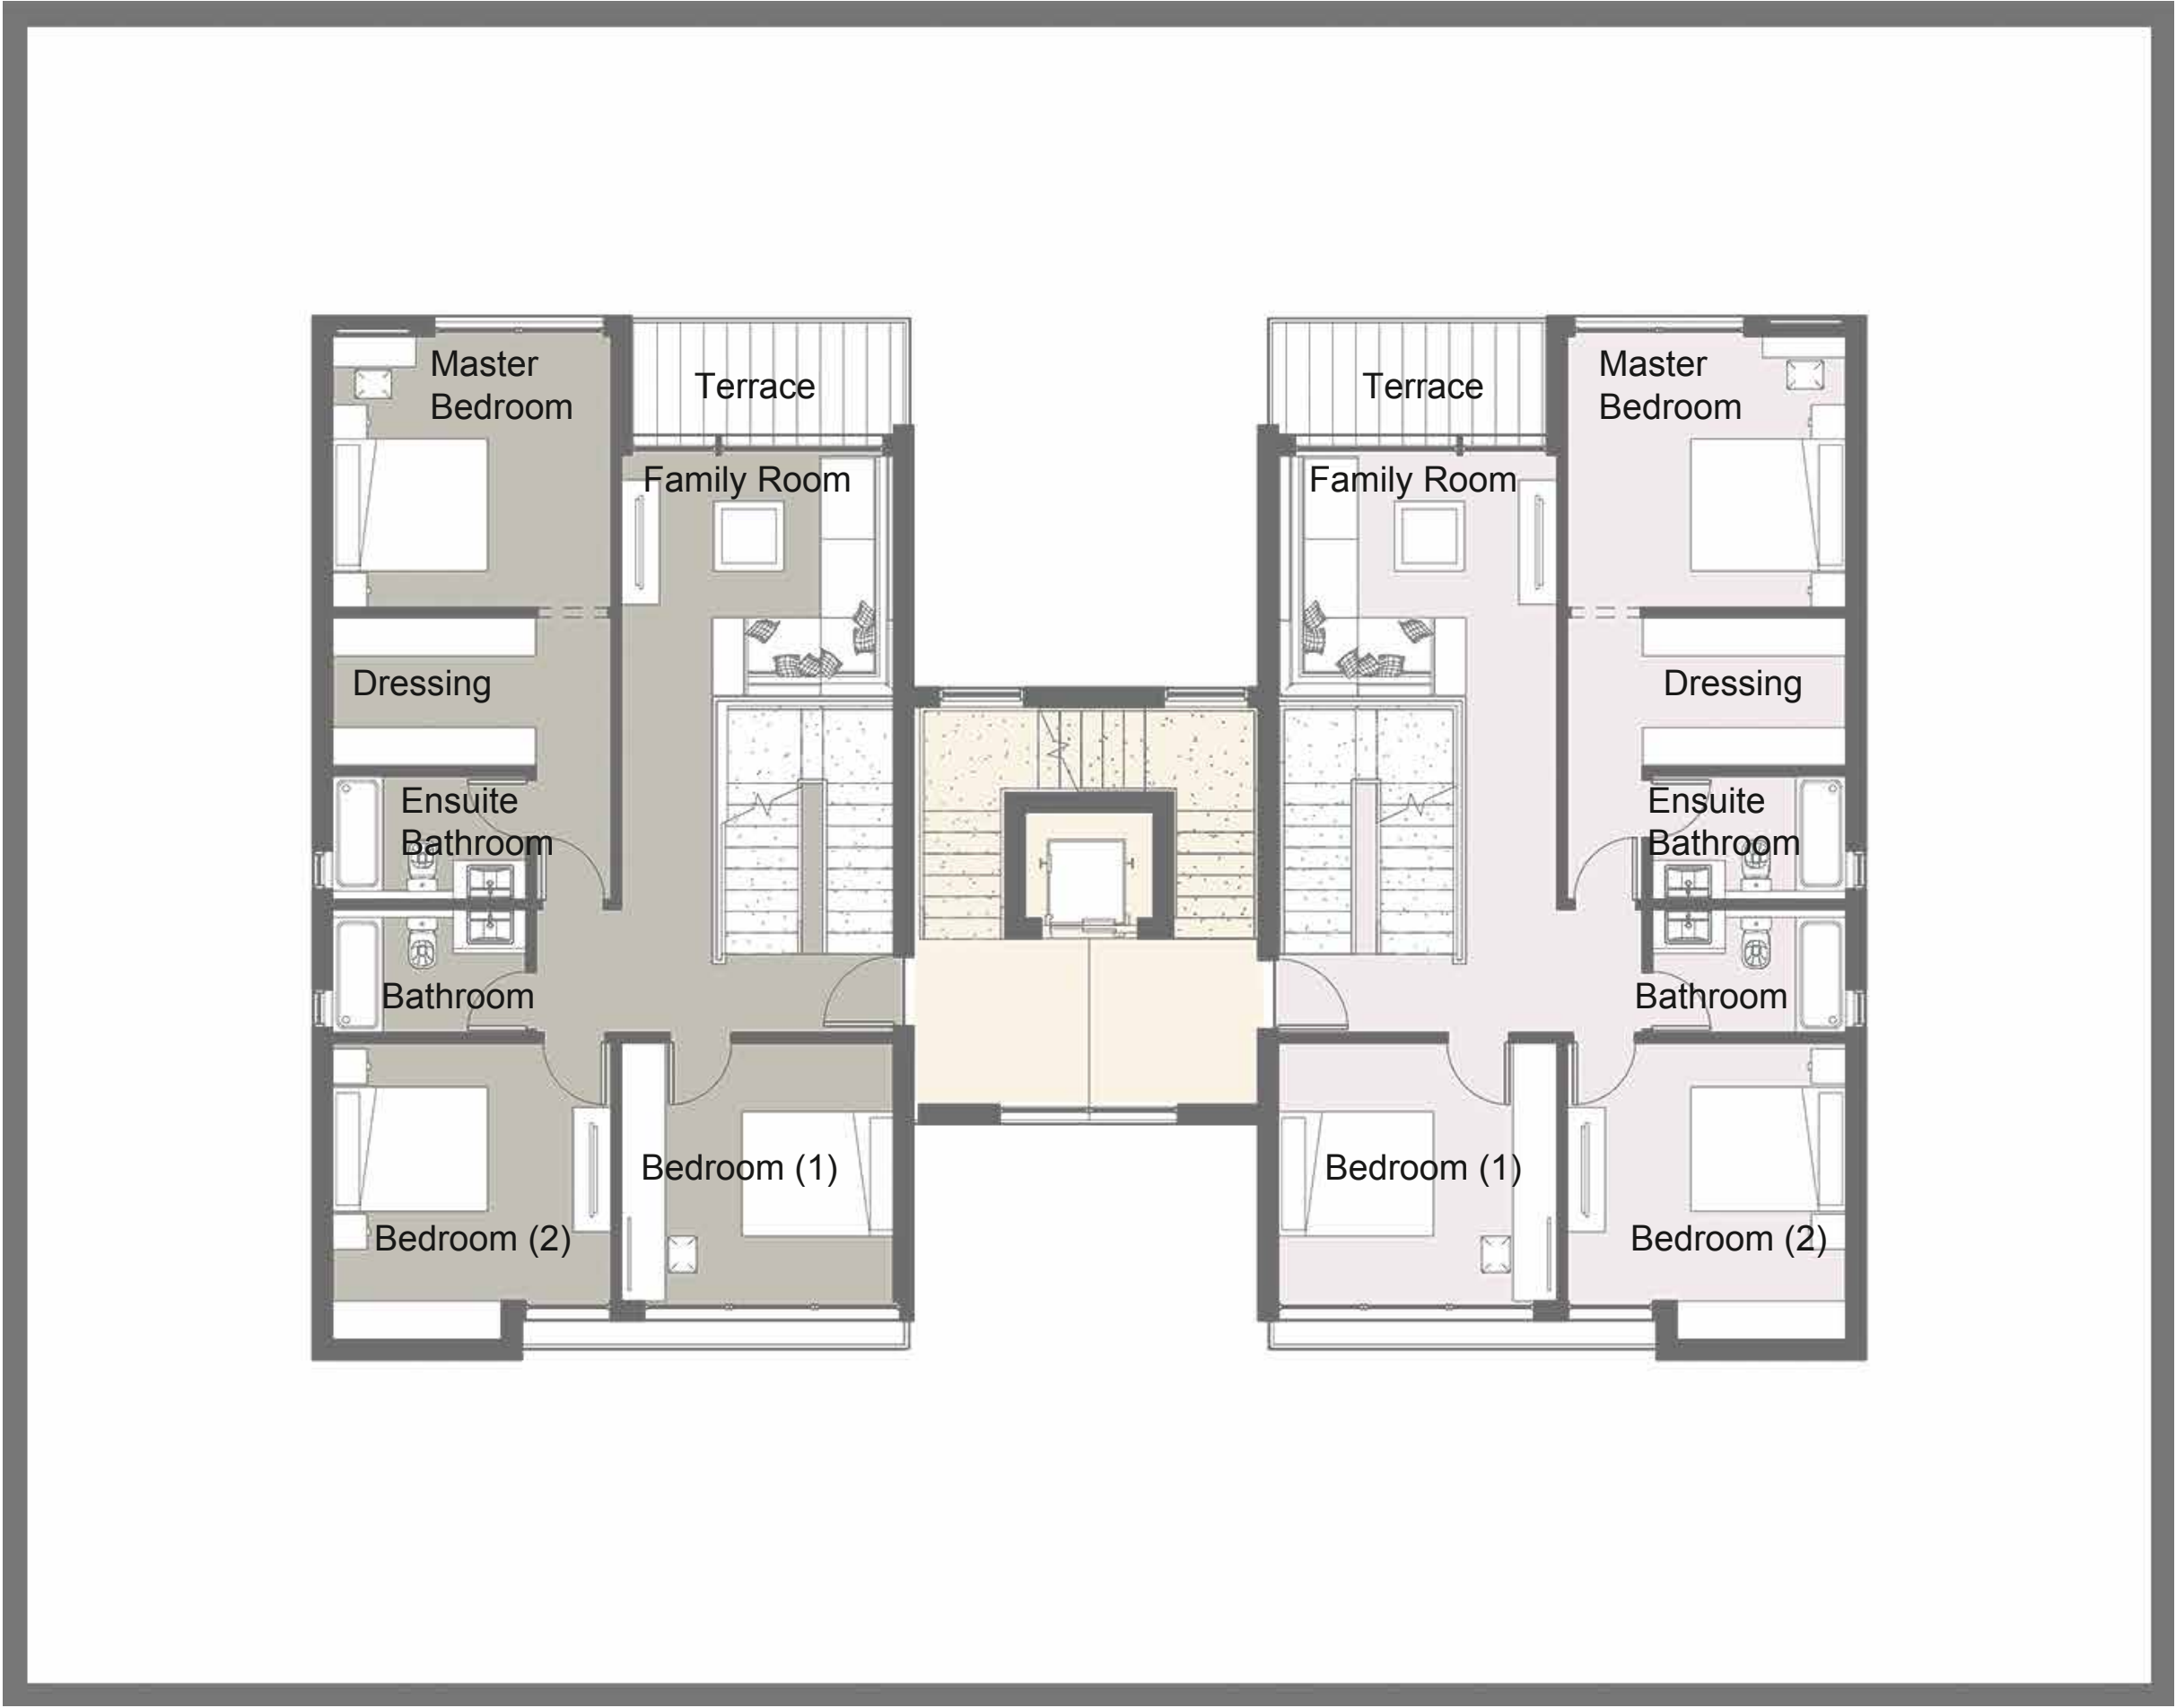 Master
Bedroom
Terrace
Terrace
Master
Bedroom
Family Room
Family Room
Dressing
Dressing
Ensuite
Bathroom
Ensuite
Bathroom
Bathroom
Bathroom
Bedroom (1)
Bedroom (1)
Bedroom (2)
Bedroom (2)